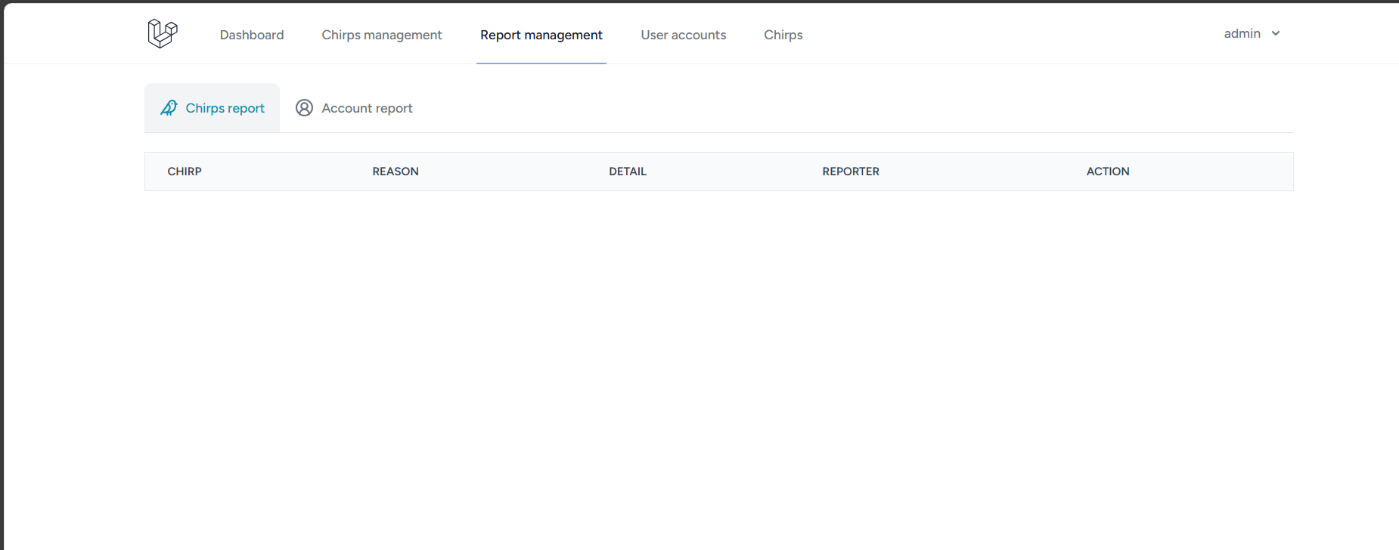 Dashboard Chirps management Report management User accounts Chirps admin
Chirps report Account report
CHIRP REASON DETAIL REPORTER ACTION